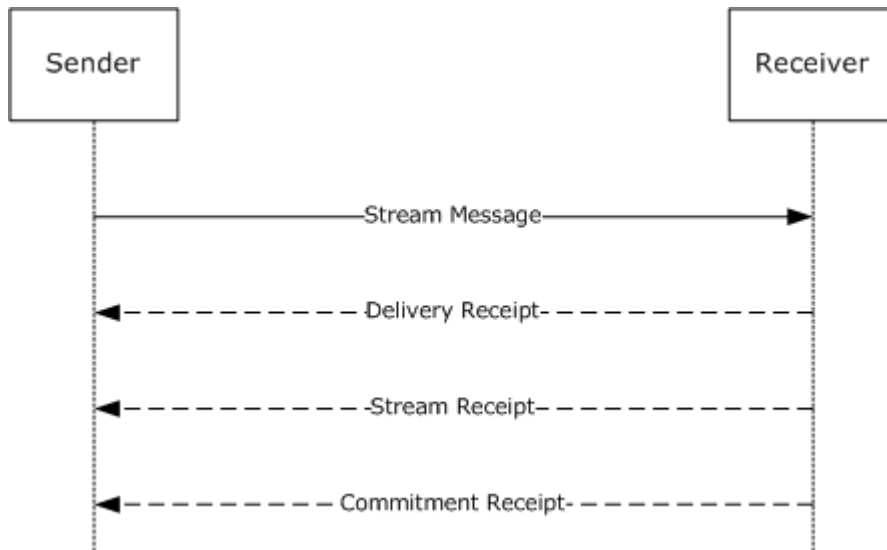 Sender
Receiver
Stream Message
Delivery Receipt
Stream Receipt
Commitment Receipt